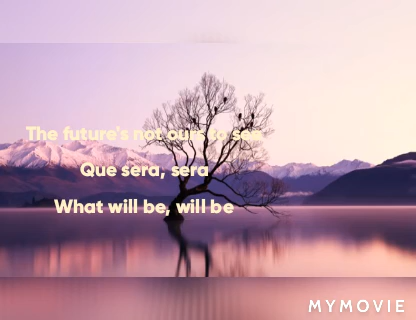 The future's not ours to see
Que sera, sera
What will be, will be
MYMOVIE